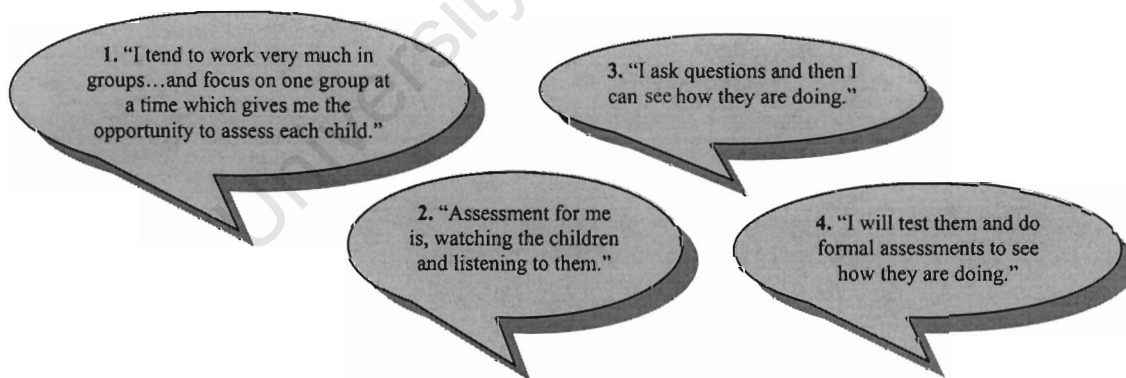 1. “I tend to work very much in
groups...and focus on one group at
a time which gives me the
opportunity to assess each child.”
2. “Assessment for me
is, watching the children
and listening to them.”
3. “I ask questions and then I
can see how they are doing.”
4. “I will test them and do
formal assessments to see
how they are doing.”
University